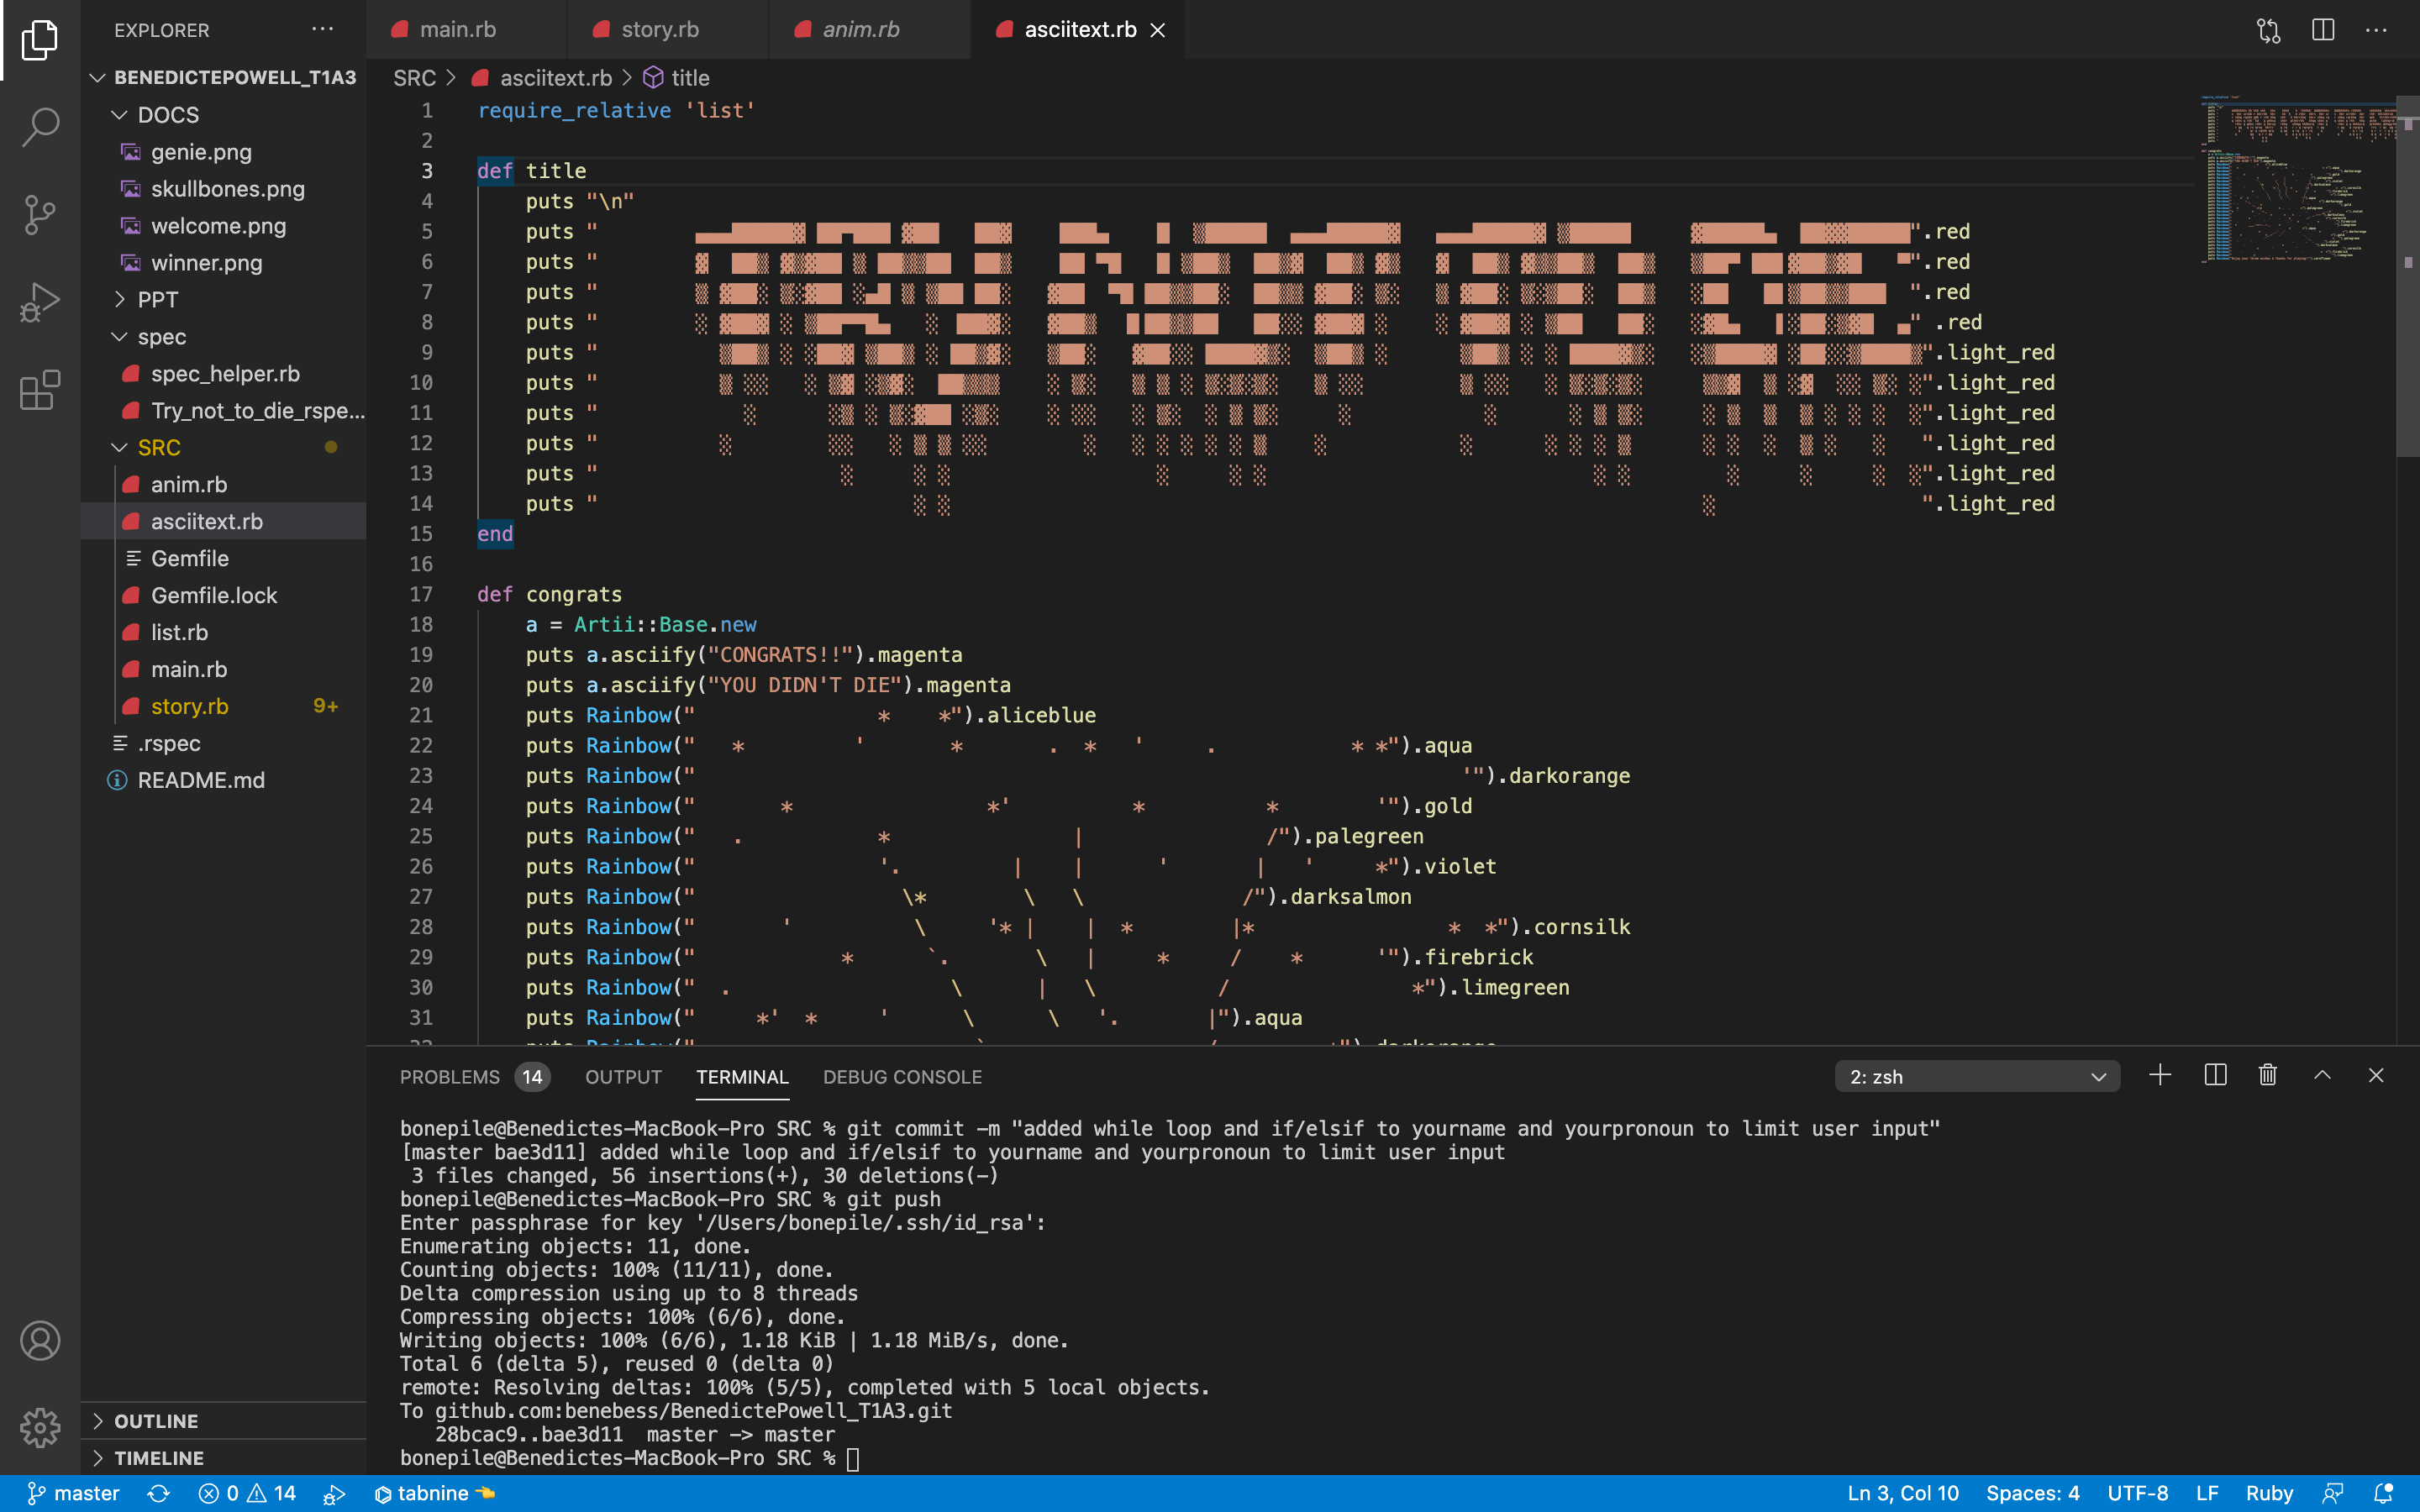 EXPLORER
BENEDICTEPOWELL_T1A3
DOCS
genie.png
skullbones.png
welcome.png
winner.png
PPT
spec
spec_helper.rb
Try_not_to_die_rspe...
SRC
anim.rb
asciitext.rb
Gemfile
Gemfile.lock
list.rb
main.rb
story.rb 9+
.rspec
README.md
OUTLINE
TIMELINE
main.rb story.rb anim.rb asciitext.rb
SRC > asciitext.rb > title
1 require_relative 'list'
2
3 def title
4 puts "\n"
5 puts " ".red
6 puts " ".red
7 puts " ".red
8 puts " " .red
9 puts " ".light_red
10 puts " ".light_red
11 puts " ".light_red
12 puts " ".light_red
13 puts " ".light_red
14 puts " ".light_red
15 end
16
17 def congrats
18 a = Artii::Base.new
19 puts a.asciify("CONGRATS!!").magenta
20 puts a.asciify("YOU DIDN'T DIE").magenta
21 puts Rainbow("               *    *").aliceblue
22 puts Rainbow("   *         '       *       .  *   '     .           * *").aqua
23 puts Rainbow("                                                               '").darkorange
24 puts Rainbow("       *                *'          *          *        '").gold
25 puts Rainbow("   .           *               |               /").palegreen
26 puts Rainbow("               '.         |    |      '       |   '     *").violet
27 puts Rainbow("                 \*        \   \             /").darksalmon
28 puts Rainbow("       '          \     '* |    |  *        |*                *  *").cornsilk
29 puts Rainbow("            *      `.       \   |     *     /    *      '").firebrick
30 puts Rainbow("  .                  \      |   \          /               *").limegreen
31 puts Rainbow("     *'  *     '      \      \   '.       |").aqua
PROBLEMS 14 OUTPUT TERMINAL DEBUG CONSOLE 2: zsh
bonepile@Benedictes-MacBook-Pro SRC % git commit -m "added while loop and if/elsif to yourname and yourpronoun to limit user input"
[master bae3d11] added while loop and if/elsif to yourname and yourpronoun to limit user input
3 files changed, 56 insertions(+), 30 deletions(-)
bonepile@Benedictes-MacBook-Pro SRC % git push
Enter passphrase for key '/Users/bonepile/.ssh/id_rsa':
Enumerating objects: 11, done.
Counting objects: 100% (11/11), done.
Delta compression using up to 8 threads
Compressing objects: 100% (6/6), done.
Writing objects: 100% (6/6), 1.18 KiB | 1.18 MiB/s, done.
Total 6 (delta 5), reused 0 (delta 0)
remote: Resolving deltas: 100% (5/5), completed with 5 local objects.
To github.com:benebess/BenedictePowell_T1A3.git
28bcac9..bae3d11 master -> master
bonepile@Benedictes-MacBook-Pro SRC %
master 0 14 tabnine Ln 3, Col 10 Spaces: 4 UTF-8 LF Ruby